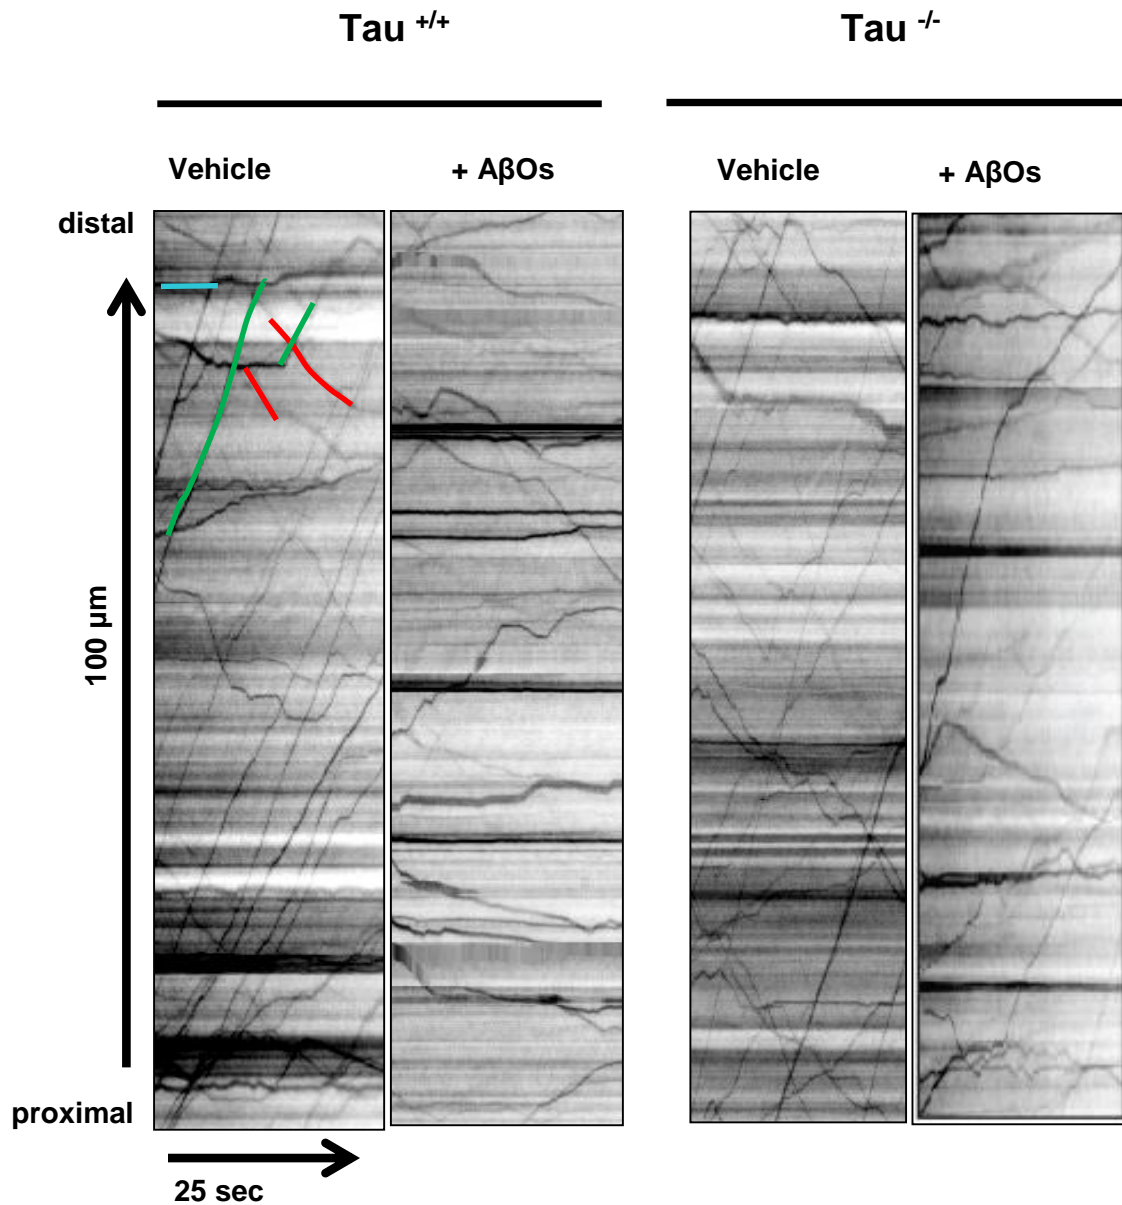 Tau +/+
Tau -/-
Vehicle
+ AβOs
Vehicle
+ AβOs
distal
100 µm
proximal
25 sec